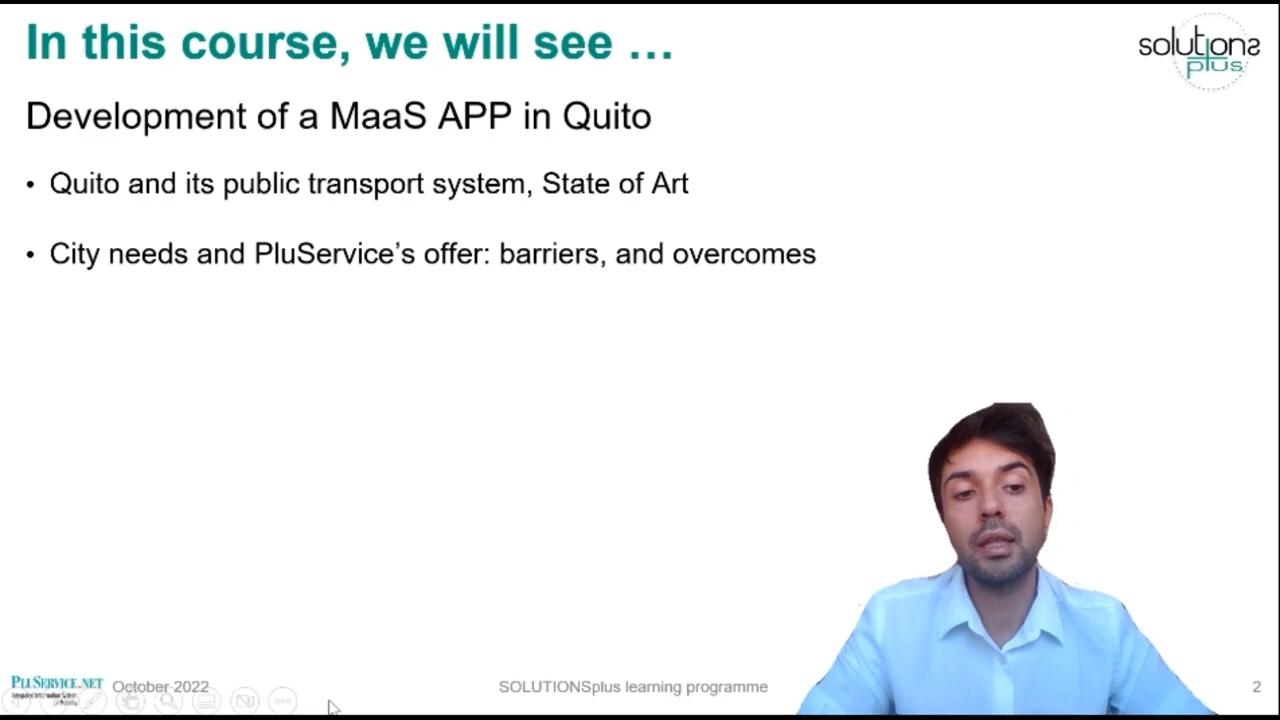 In this course, we will see …
solutions
plus
Development of a MaaS APP in Quito
• Quito and its public transport system, State of Art
• City needs and PluService’s offer: barriers, and overcomes
PLUSERVICE.NET
October 2022
SOLUTIONSplus learning programme
2